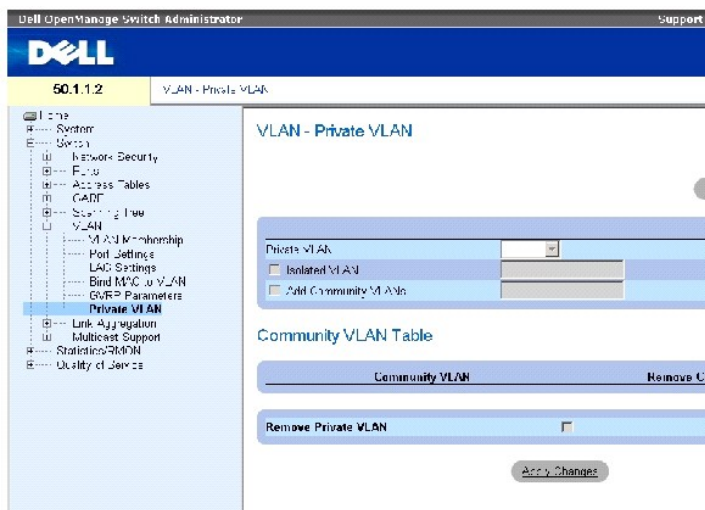 Dell OpenManage Switch Administrator
Support
DELL
50.1.1.2
VLAN - Private VLAN
Home
System
Switch
Network Security
Ports
Address Tables
GARP
Spanning Tree
VLAN
VLAN Membership
Port Settings
LAG Settings
Bind MAC to VLAN
GVRP Parameters
Private VLAN
Link Aggregation
Multicast Support
Statistics/RMON
Quality of Service
VLAN - Private VLAN
Private VLAN
Isolated VLAN
Add Community VLANs
Community VLAN Table
Community VLAN
Remove C
Remove Private VLAN
Apply Changes